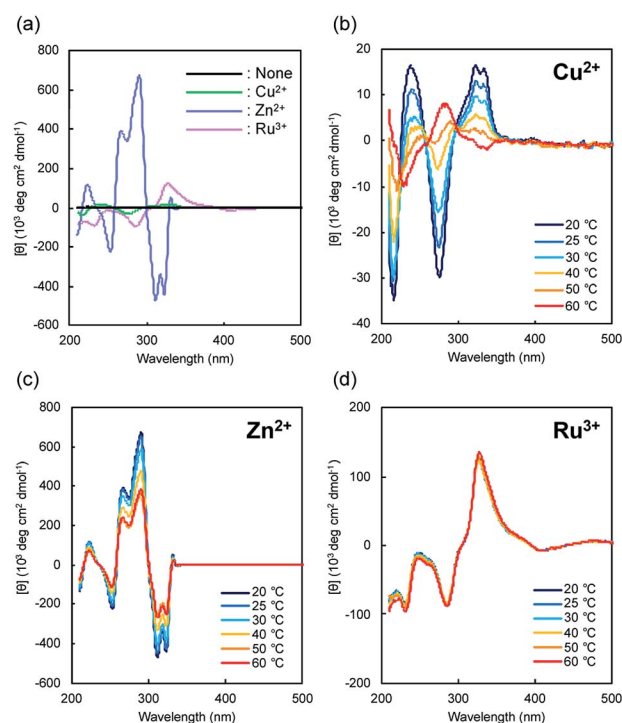 (a)
800
600
400
200
0
-200
-400
-600
200 300 400 500
[θ] (10³ deg cm² dmol⁻¹)
Wavelength (nm)
: None
: Cu²⁺
: Zn²⁺
: Ru³⁺
(b)
20
10
0
-10
-20
-30
-40
200 300 400 500
[θ] (10³ deg cm² dmol⁻¹)
Wavelength (nm)
Cu²⁺
20 ℃
25 ℃
30 ℃
40 ℃
50 ℃
60 ℃
(c)
800
600
400
200
0
-200
-400
-600
200 300 400 500
[θ] (10³ deg cm² dmol⁻¹)
Wavelength (nm)
Zn²⁺
20 ℃
25 ℃
30 ℃
40 ℃
50 ℃
60 ℃
(d)
200
100
0
-100
-200
200 300 400 500
[θ] (10³ deg cm² dmol⁻¹)
Wavelength (nm)
Ru³⁺
20 ℃
25 ℃
30 ℃
40 ℃
50 ℃
60 ℃